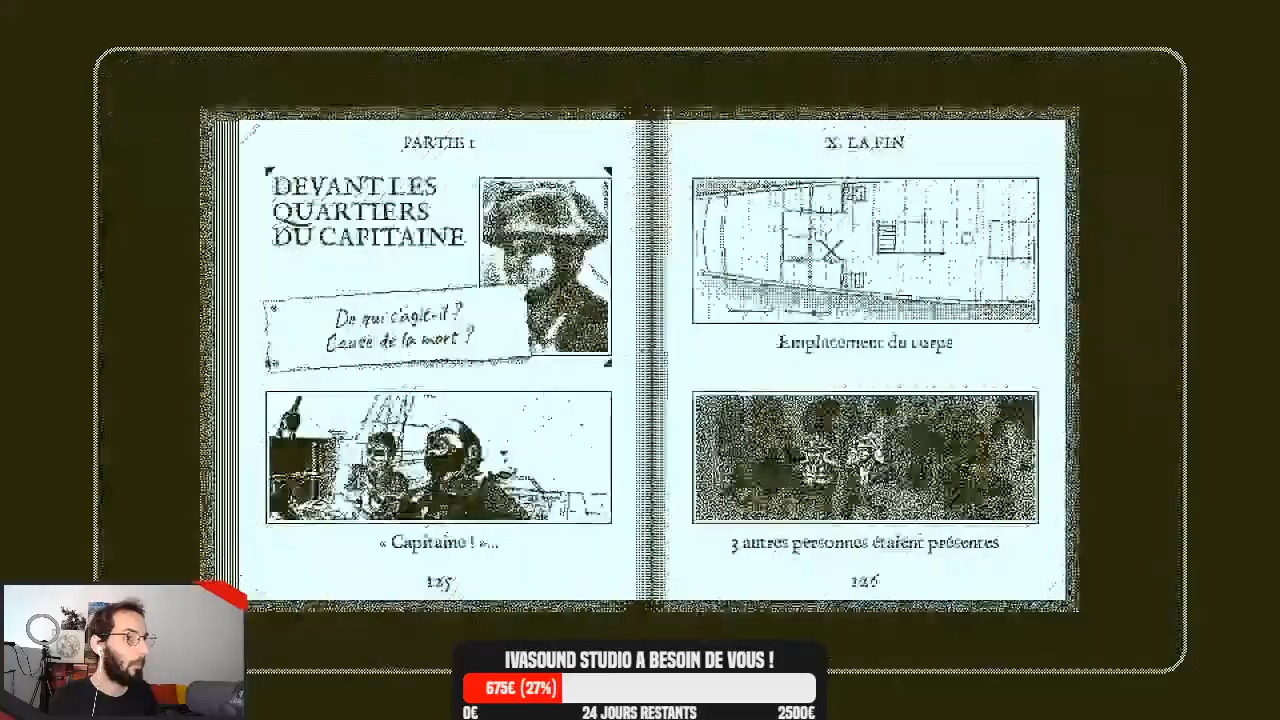 PARTIE 1
DEVANT LES
QUARTIERS
DU CAPITAINE
De qui s'agit-il ?
Cause de la mort ?
« Capitaine ! »...
125
X. LA FIN
Emplacement du corps
3 autres personnes étaient présentes
126
IVASOUND STUDIO A BESOIN DE VOUS !
675€ (27%)
0€ 24 JOURS RESTANTS 2500€